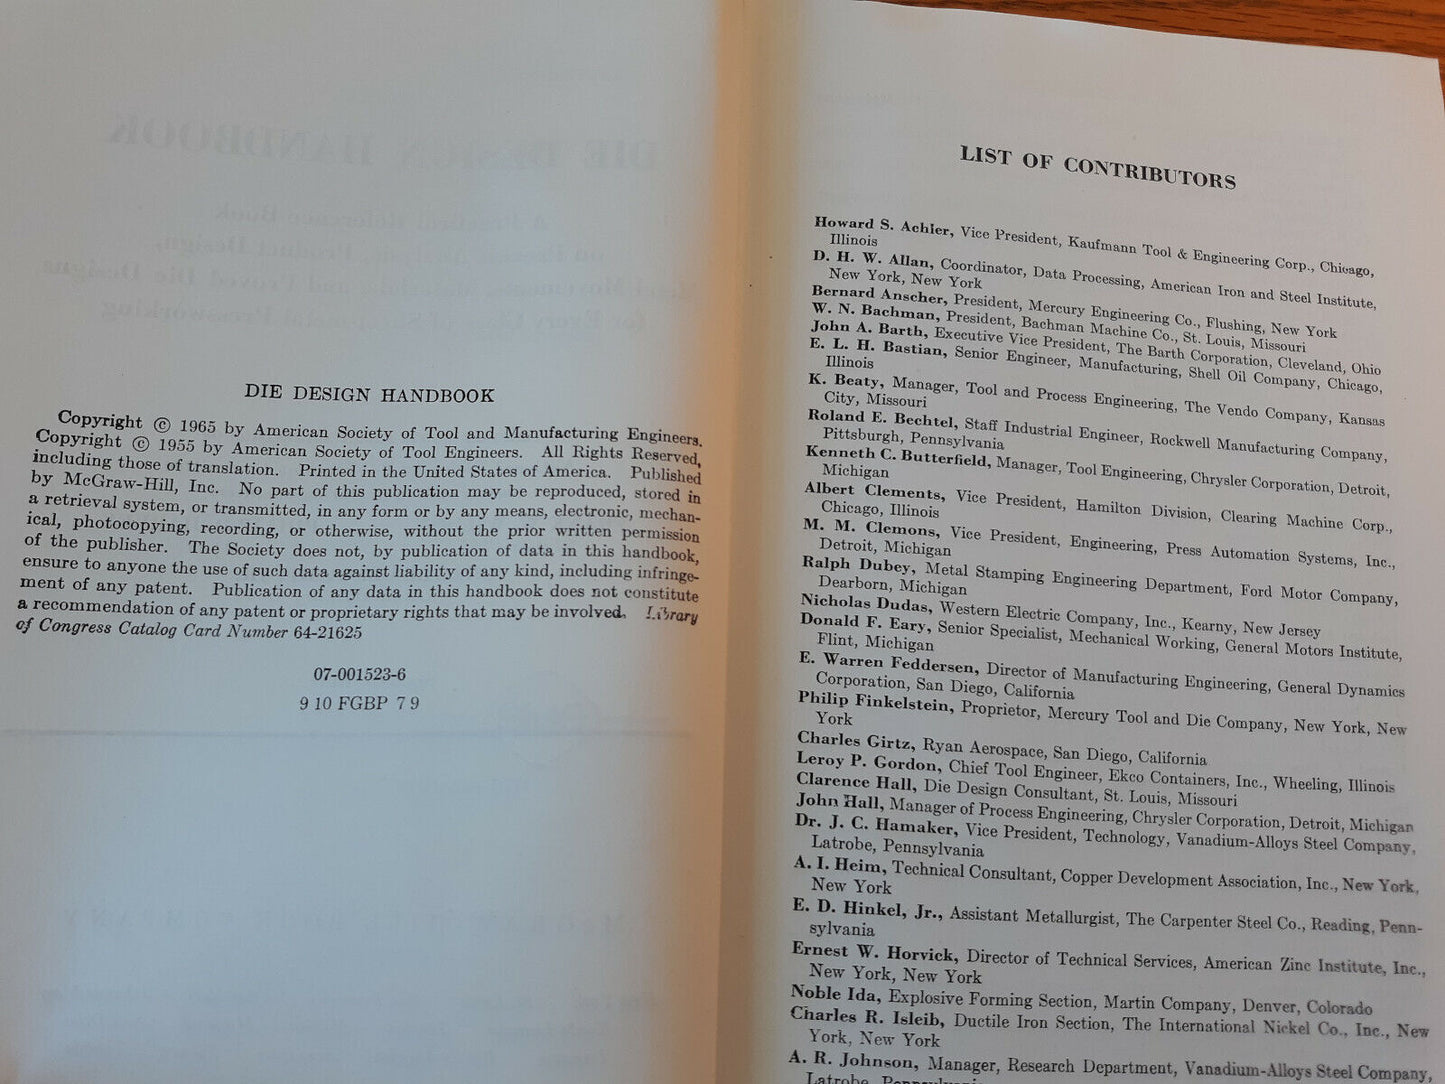 DIE DESIGN HANDBOOK
Copyright © 1965 by American Society of Tool and Manufacturing Engineers.
Copyright © 1955 by American Society of Tool Engineers. All Rights Reserved,
including those of translation. Printed in the United States of America. Published
by McGraw-Hill, Inc. No part of this publication may be reproduced, stored in
a retrieval system, or transmitted, in any form or by any means, electronic, mechan-
ical, photocopying, recording, or otherwise, without the prior written permission
of the publisher. The Society does not, by publication of data in this handbook,
ensure to anyone the use of such data against liability of any kind, including infringe-
ment of any patent. Publication of any data in this handbook does not constitute
a recommendation of any patent or proprietary rights that may be involved. Library
of Congress Catalog Card Number 64-21625
07-001523-6
9 10 FGBP 7 9
LIST OF CONTRIBUTORS
Howard S. Achler, Vice President, Kaufmann Tool & Engineering Corp., Chicago,
Illinois
D. H. W. Allan, Coordinator, Data Processing, American Iron and Steel Institute,
New York, New York
Bernard Anscher, President, Mercury Engineering Co., Flushing, New York
W. N. Bachman, President, Bachman Machine Co., St. Louis, Missouri
John A. Barth, Executive Vice President, The Barth Corporation, Cleveland, Ohio
E. L. H. Bastian, Senior Engineer, Manufacturing, Shell Oil Company, Chicago,
Illinois
K. Beaty, Manager, Tool and Process Engineering, The Vendo Company, Kansas
City, Missouri
Roland E. Bechtel, Staff Industrial Engineer, Rockwell Manufacturing Company,
Pittsburgh, Pennsylvania
Kenneth C. Butterfield, Manager, Tool Engineering, Chrysler Corporation, Detroit,
Michigan
Albert Clements, Vice President, Hamilton Division, Clearing Machine Corp.,
Chicago, Illinois
M. M. Clemons, Vice President, Engineering, Press Automation Systems, Inc.,
Detroit, Michigan
Ralph Dubey, Metal Stamping Engineering Department, Ford Motor Company,
Dearborn, Michigan
Nicholas Dudas, Western Electric Company, Inc., Kearny, New Jersey
Donald F. Eary, Senior Specialist, Mechanical Working, General Motors Institute,
Flint, Michigan
E. Warren Feddersen, Director of Manufacturing Engineering, General Dynamics
Corporation, San Diego, California
Philip Finkelstein, Proprietor, Mercury Tool and Die Company, New York, New
York
Charles Girtz, Ryan Aerospace, San Diego, California
Leroy P. Gordon, Chief Tool Engineer, Ekco Containers, Inc., Wheeling, Illinois
Clarence Hall, Die Design Consultant, St. Louis, Missouri
John Hall, Manager of Process Engineering, Chrysler Corporation, Detroit, Michigan
Dr. J. C. Hamaker, Vice President, Technology, Vanadium-Alloys Steel Company,
Latrobe, Pennsylvania
A. I. Heim, Technical Consultant, Copper Development Association, Inc., New York,
New York
E. D. Hinkel, Jr., Assistant Metallurgist, The Carpenter Steel Co., Reading, Penn-
sylvania
Ernest W. Horvick, Director of Technical Services, American Zinc Institute, Inc.,
New York, New York
Noble Ida, Explosive Forming Section, Martin Company, Denver, Colorado
Charles R. Isleib, Ductile Iron Section, The International Nickel Co., Inc., New
York, New York
A. R. Johnson, Manager, Research Department, Vanadium-Alloys Steel Company,
Latrobe, Pennsylvania